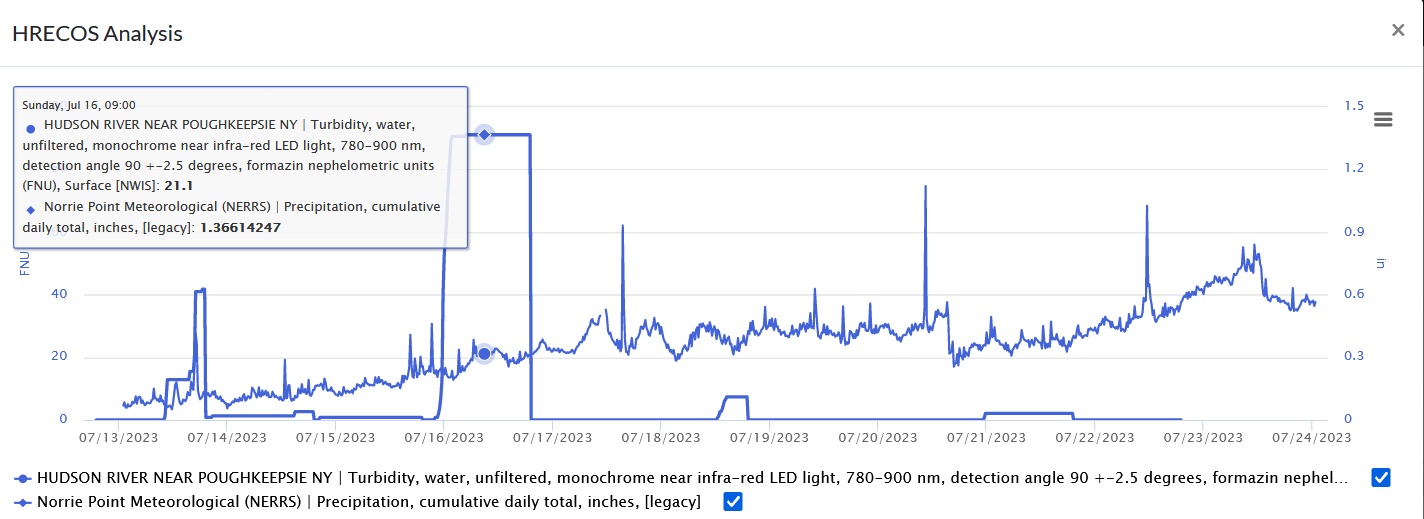 HRECOS Analysis
×
Sunday, Jul 16, 09:00
HUDSON RIVER NEAR POUGHKEEPSIE NY | Turbidity, water,
unfiltered, monochrome near infra-red LED light, 780-900 nm,
detection angle 90 +-2.5 degrees, formazin nephelometric units
(FNU), Surface [NWIS]: 21.1
Norrie Point Meteorological (NERRS) | Precipitation, cumulative
daily total, inches, [legacy]: 1.36614247
FNU
40
20
0
1.5
1.2
0.9
0.6
0.3
0
in
07/13/2023 07/14/2023 07/15/2023 07/16/2023 07/17/2023 07/18/2023 07/19/2023 07/20/2023 07/21/2023 07/22/2023 07/23/2023 07/24/2023
HUDSON RIVER NEAR POUGHKEEPSIE NY | Turbidity, water, unfiltered, monochrome near infra-red LED light, 780-900 nm, detection angle 90 +-2.5 degrees, formazin nephel...
Norrie Point Meteorological (NERRS) | Precipitation, cumulative daily total, inches, [legacy]